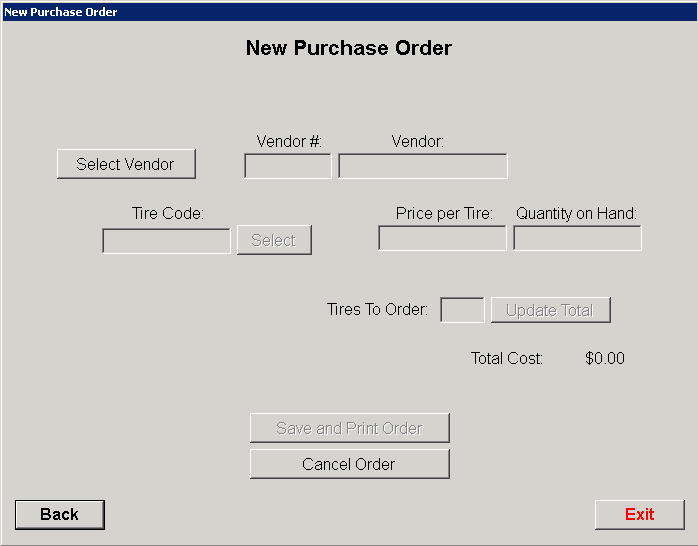 New Purchase Order
New Purchase Order
Vendor #: Vendor:
Select Vendor
Tire Code: Price per Tire: Quantity on Hand:
Select
Tires To Order: Update Total
Total Cost: $0.00
Save and Print Order
Cancel Order
Back Exit